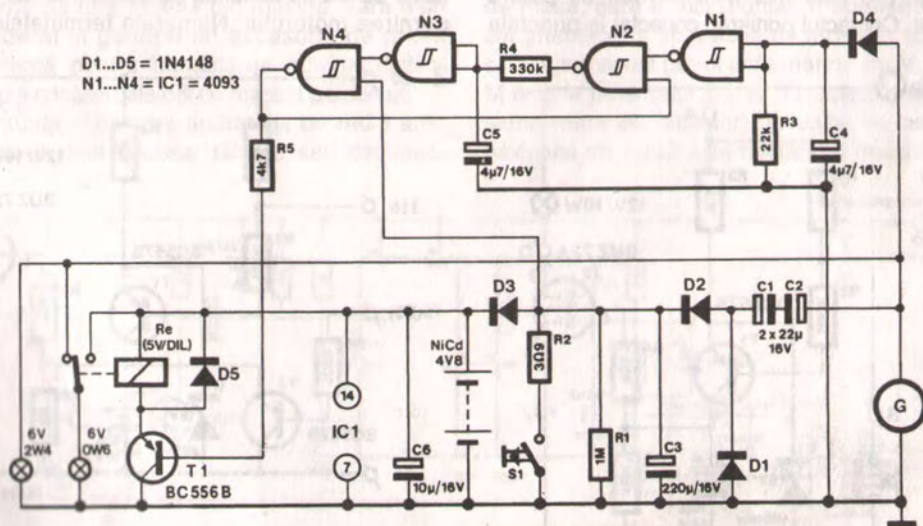 N4
N3
N2
N1
D4
D1...D5 = 1N4148
N1...N4 = IC1 = 4093
R4
330k
R5
4k7
C5
4µ7/16V
R3
22k
C4
4µ7/16V
D3
D2
C1
C2
2 x 22µ
16V
Re
(5V/DIL)
D5
NiCd
4V8
R2
3Ω9
G
14
IC1
7
6V
2W4
6V
0W6
T1
BC 556 B
C6
10µ/16V
S1
R1
1M
C3
220µ/16V
D1